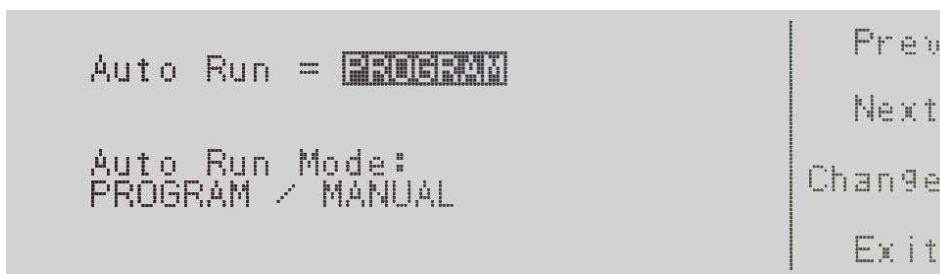 Auto Run = PROGRAM
Auto Run Mode:
PROGRAM / MANUAL
Prev
Next
Change
Exit